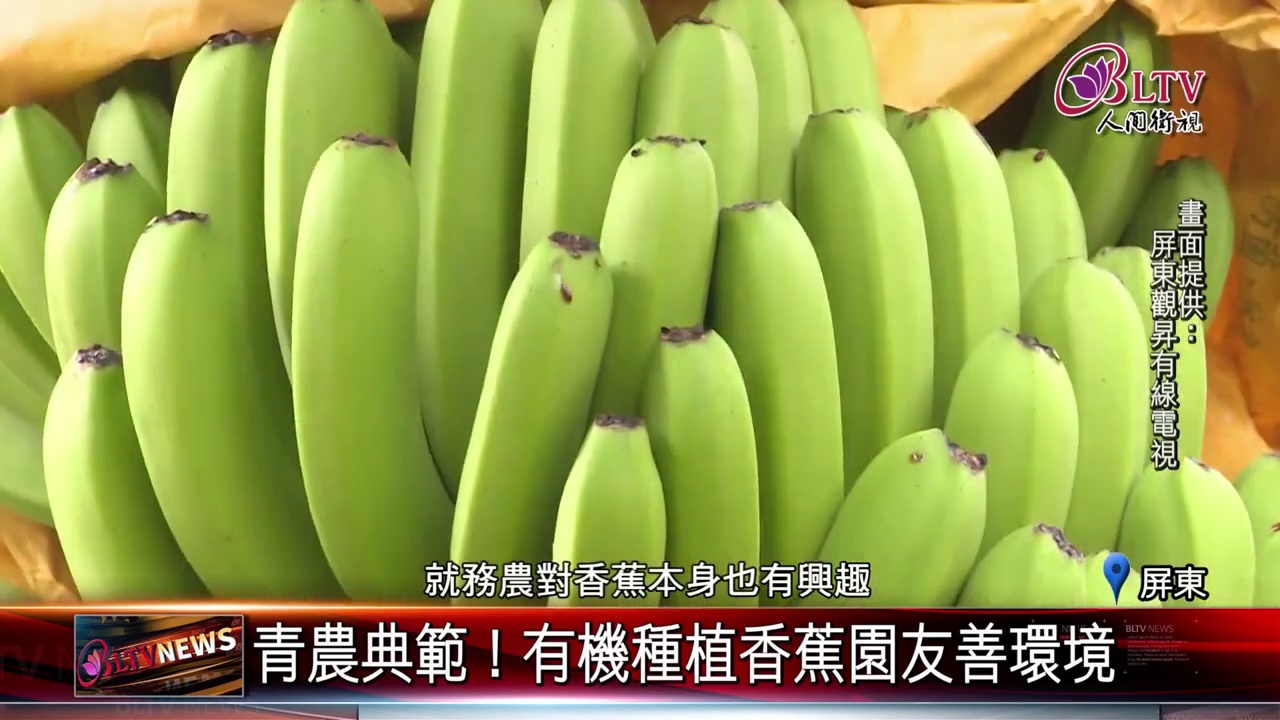 BLTV
人間衛視
畫面提供：
屏東觀昇有線電視
就務農對香蕉本身也有興趣
屏東
BLTVNEWS
青農典範！有機種植香蕉園友善環境
BLTV NEWS